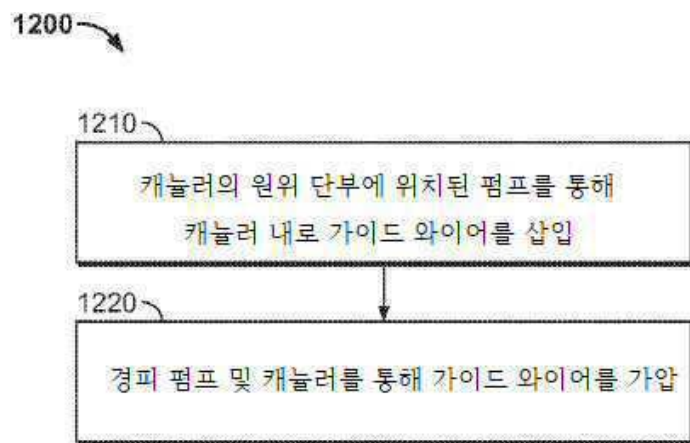 1200
1210
캐뉼러의 원위 단부에 위치된 펌프를 통해
캐뉼러 내로 가이드 와이어를 삽입
1220
경피 펌프 및 캐뉼러를 통해 가이드 와이어를 가압